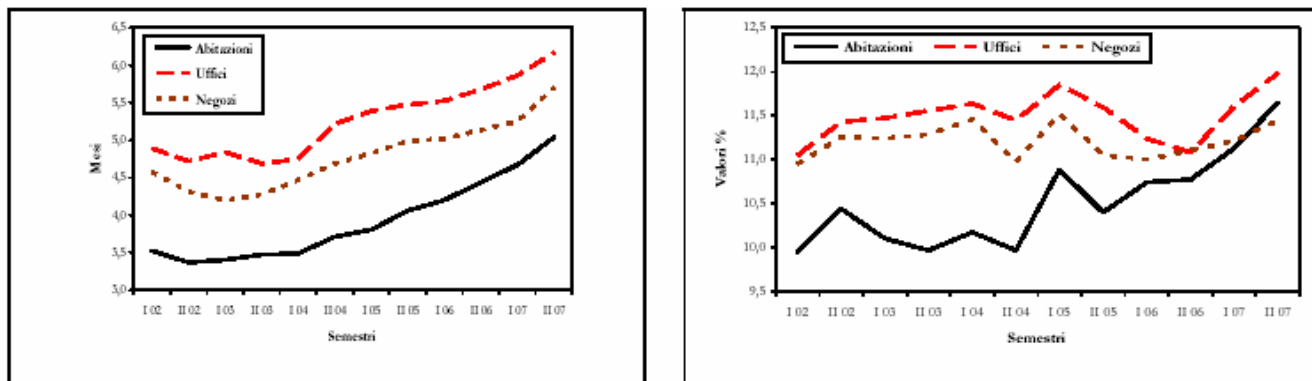 6,5
6,0
5,5
5,0
4,5
4,0
3,5
3,0
Mesi
Abitazioni
Uffici
Negozi
I 02 II 02 I 03 II 03 I 04 II 04 I 05 II 05 I 06 II 06 I 07 II 07
Semestri
12,5
12,0
11,5
11,0
10,5
10,0
9,5
Valori %
Abitazioni Uffici Negozi
I 02 II 02 I 03 II 03 I 04 II 04 I 05 II 05 I 06 II 06 I 07 II 07
Semestri